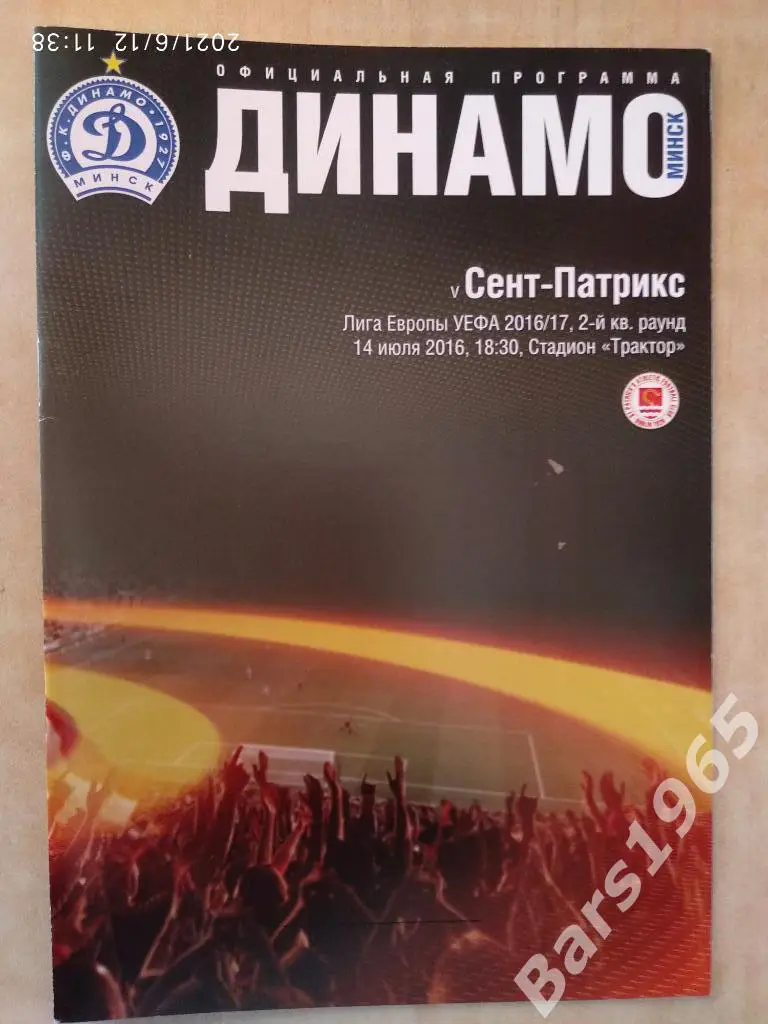 2021/6/12 11:38
ОФИЦИАЛЬНАЯ ПРОГРАММА
ДИНАМО
МИНСК
Ф.К. ДИНАМО • 1927
Д
МИНСК
v Сент-Патрикс
Лига Европы УЕФА 2016/17, 2-й кв. раунд
14 июля 2016, 18:30, Стадион «Трактор»
Bars1965